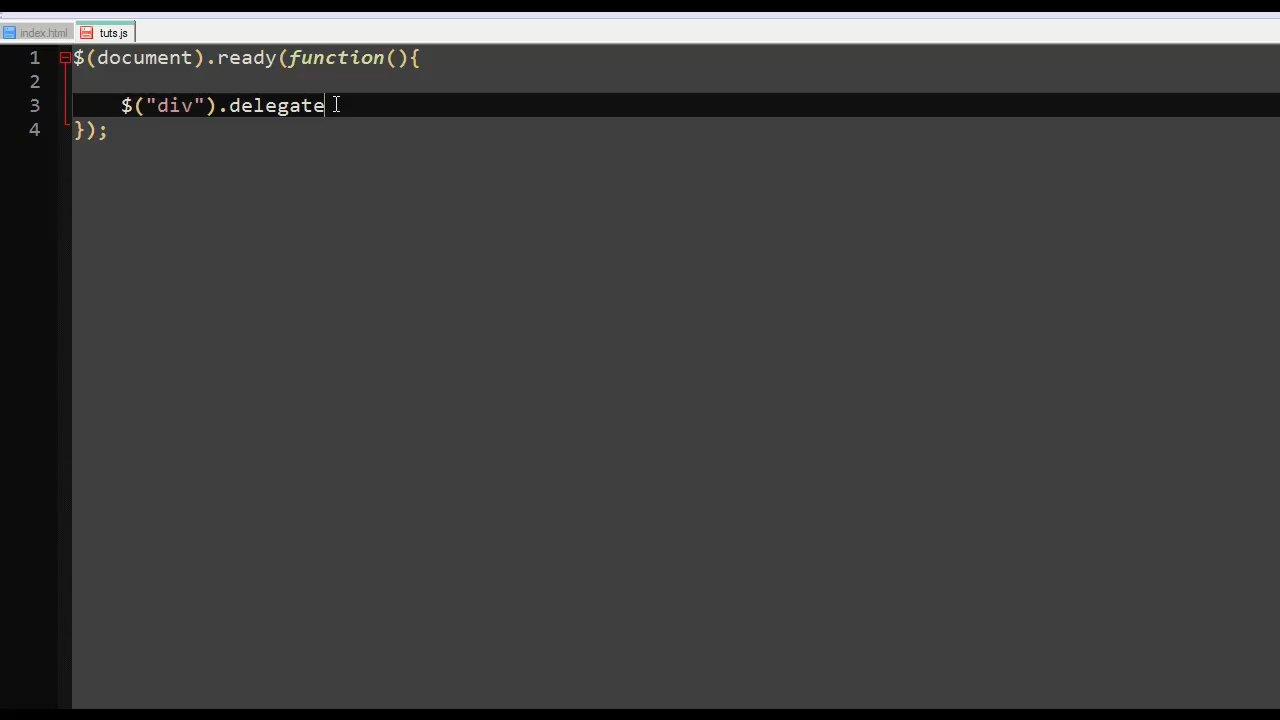 index.html tuts.js
1 $(document).ready(function(){
2
3 $("div").delegate
4 });